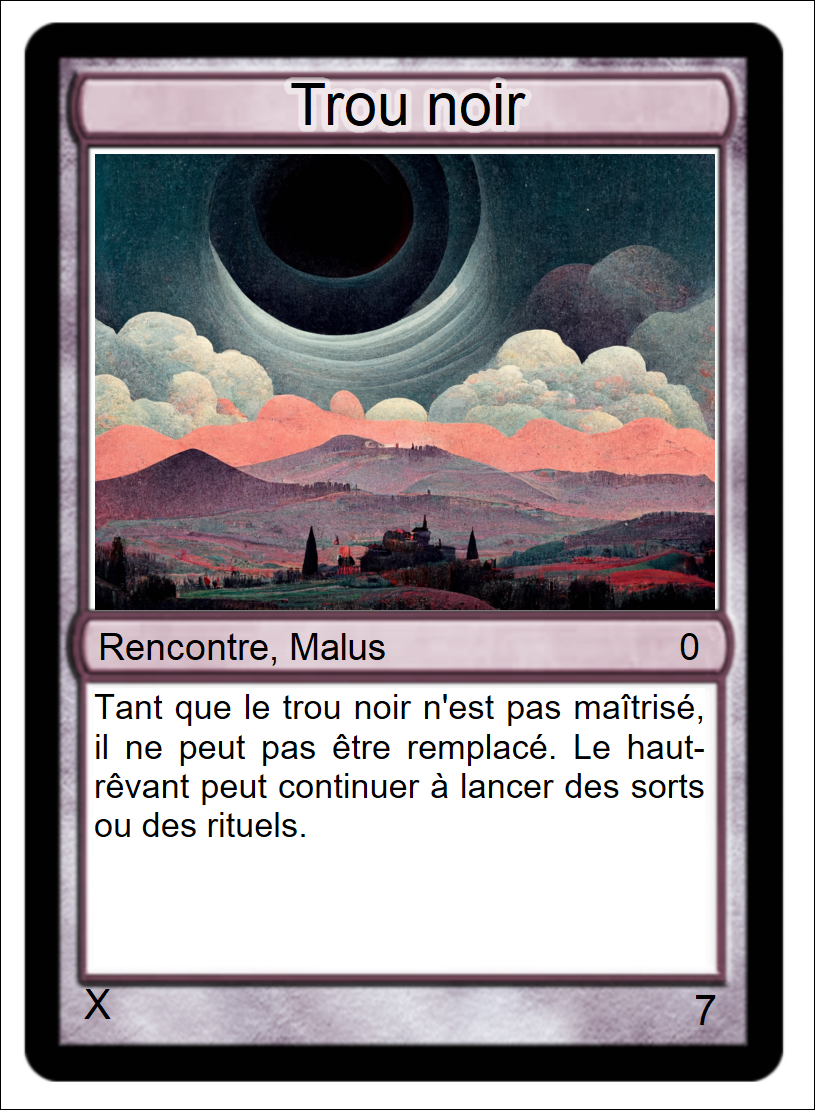 Trou noir
Rencontre, Malus 0
Tant que le trou noir n'est pas maîtrisé,
il ne peut pas être remplacé. Le haut-
rêvant peut continuer à lancer des sorts
ou des rituels.
X 7